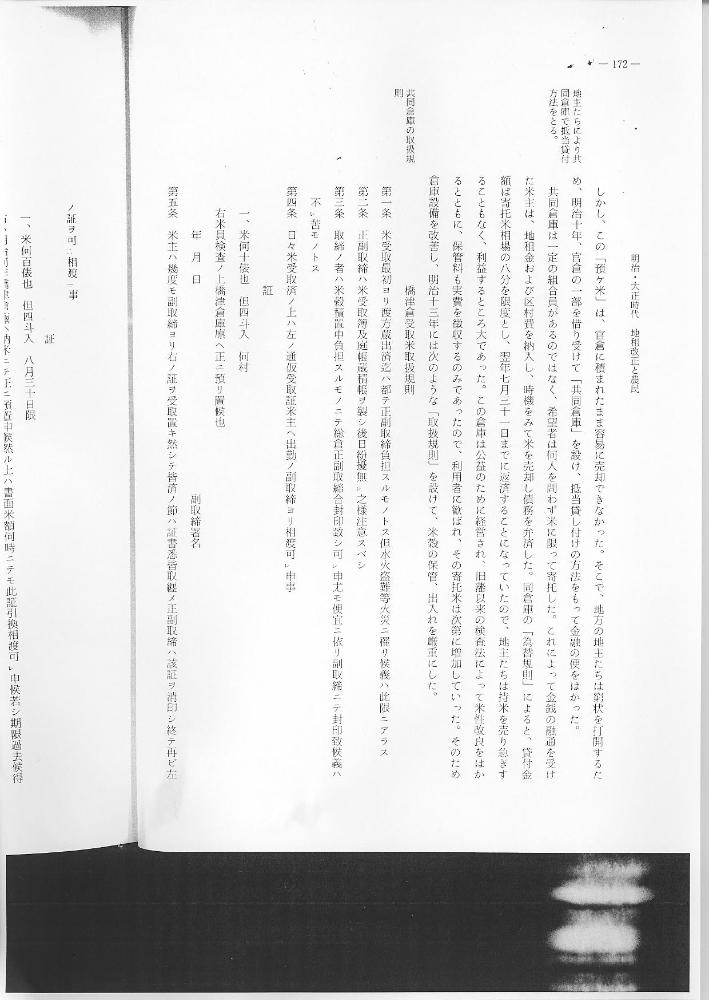 — 172 —
明治・大正時代　地租改正と農民
地主たちにより共
同倉庫で抵当貸付
方法をとる。
しかし、この「預ケ米」は、官倉に積まれたまま容易に売却できなかった。そこで、地方の地主たちは窮状を打開するた
め、明治十年、官倉の一部を借り受けて「共同倉庫」を設け、抵当貸し付けの方法をもって金融の便をはかった。
共同倉庫は一定の組合員があるのではなく、希望者は何人を問わず米に限って寄托した。これによって金銭の融通を受け
た米主は、地租金および区村費を納入し、時機をみて米を売却し債務を弁済した。同倉庫の「為替規則」によると、貸付金
額は寄托米相場の八分を限度とし、翌年七月三十一日までに返済することになっていたので、地主たちは持米を売り急ぎす
ることもなく、利益するところ大であった。この倉庫は公益のために経営され、旧藩以来の検査法によって米性改良をはか
るとともに、保管料も実費を徴収するのみであったので、利用者に歓ばれ、その寄托米は次第に増加していった。そのため
倉庫設備を改善し、明治十三年には次のような「取扱規則」を設けて、米穀の保管、出入れを厳重にした。
共同倉庫の取扱規
則
橋津倉受取米取扱規則
第一条　米受取最初ヨリ渡方蔵出済迄ハ都テ正副取締負担スルモノトス但水火盗難等火災ニ罹リ候義ハ此限ニアラス
第二条　正副取締ハ米受取簿及庭帳蔵積帳ヲ製シ後日紛擾無レ之様注意スベシ
第三条　取締ノ者ハ米穀積置中負担スルモノニテ総倉正副取締合封印致シ可レ申尤モ便宜ニ依リ副取締ニテ封印致候義ハ
不レ苦モノトス
第四条　日々米受取済ノ上ハ左ノ通仮受取証米主ヘ出勤ノ副取締ヨリ相渡可レ申事
証
一、米何十俵也　但四斗入　何村
右米員検査ノ上橋津倉庫廩ヘ正ニ預リ置候也
年　月　日　副取締署名
第五条　米主ハ幾度モ副取締ヨリ右ノ証ヲ受取置キ然シテ皆済ノ節ハ証書悉皆取纒メ正副取締ハ該証ヲ消印シ終テ再ビ左
ノ証ヲ可ニ相渡一事
証
一、米何百俵也　但四斗入　八月三十日限
納米ニテ正ニ預置申候然ル上ハ書面米額何時ニテモ此証引換相渡可レ申候若シ期限過去候得